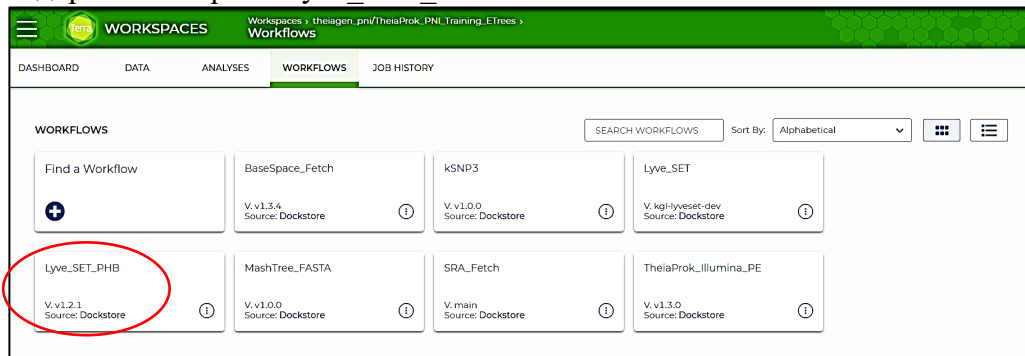 Terra WORKSPACES
Workspaces › theiagen_pni/TheiaProk_PNI_Training_ETrees ›
Workflows
DASHBOARD DATA ANALYSES WORKFLOWS JOB HISTORY
WORKFLOWS
SEARCH WORKFLOWS Sort By: Alphabetical
Find a Workflow
BaseSpace_Fetch
V. v1.3.4
Source: Dockstore
kSNP3
V. v1.0.0
Source: Dockstore
Lyve_SET
V. kgl-lyveset-dev
Source: Dockstore
Lyve_SET_PHB
V. v1.2.1
Source: Dockstore
MashTree_FASTA
V. v1.0.0
Source: Dockstore
SRA_Fetch
V. main
Source: Dockstore
TheiaProk_Illumina_PE
V. v1.3.0
Source: Dockstore